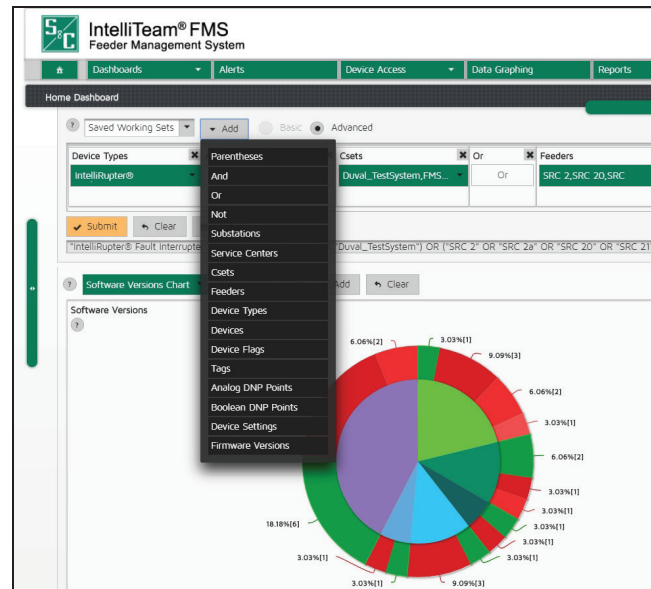 S&C
IntelliTeam® FMS
Feeder Management System
Dashboards
Alerts
Device Access
Data Graphing
Reports
Home Dashboard
? Saved Working Sets Add Basic Advanced
Device Types
Csets
Or
Feeders
IntelliRupter®
Duval_TestSystem,FMS...
Or
SRC 2,SRC 20,SRC
Parentheses
And
Or
Not
Substations
Service Centers
Csets
Feeders
Device Types
Devices
Device Flags
Tags
Analog DNP Points
Boolean DNP Points
Device Settings
Firmware Versions
Submit Clear
"IntelliRupter® Fault Interrupte
"Duval_TestSystem") OR ("SRC 2" OR "SRC 2a" OR "SRC 20" OR "SRC 21"
? Software Versions Chart
Add Clear
Software Versions
?
6.06%[2]
3.03%[1]
9.09%[3]
6.06%[2]
3.03%[1]
6.06%[2]
3.03%[1]
3.03%[1]
3.03%[1]
3.03%[1]
9.09%[3]
3.03%[1]
3.03%[1]
18.18%[6]